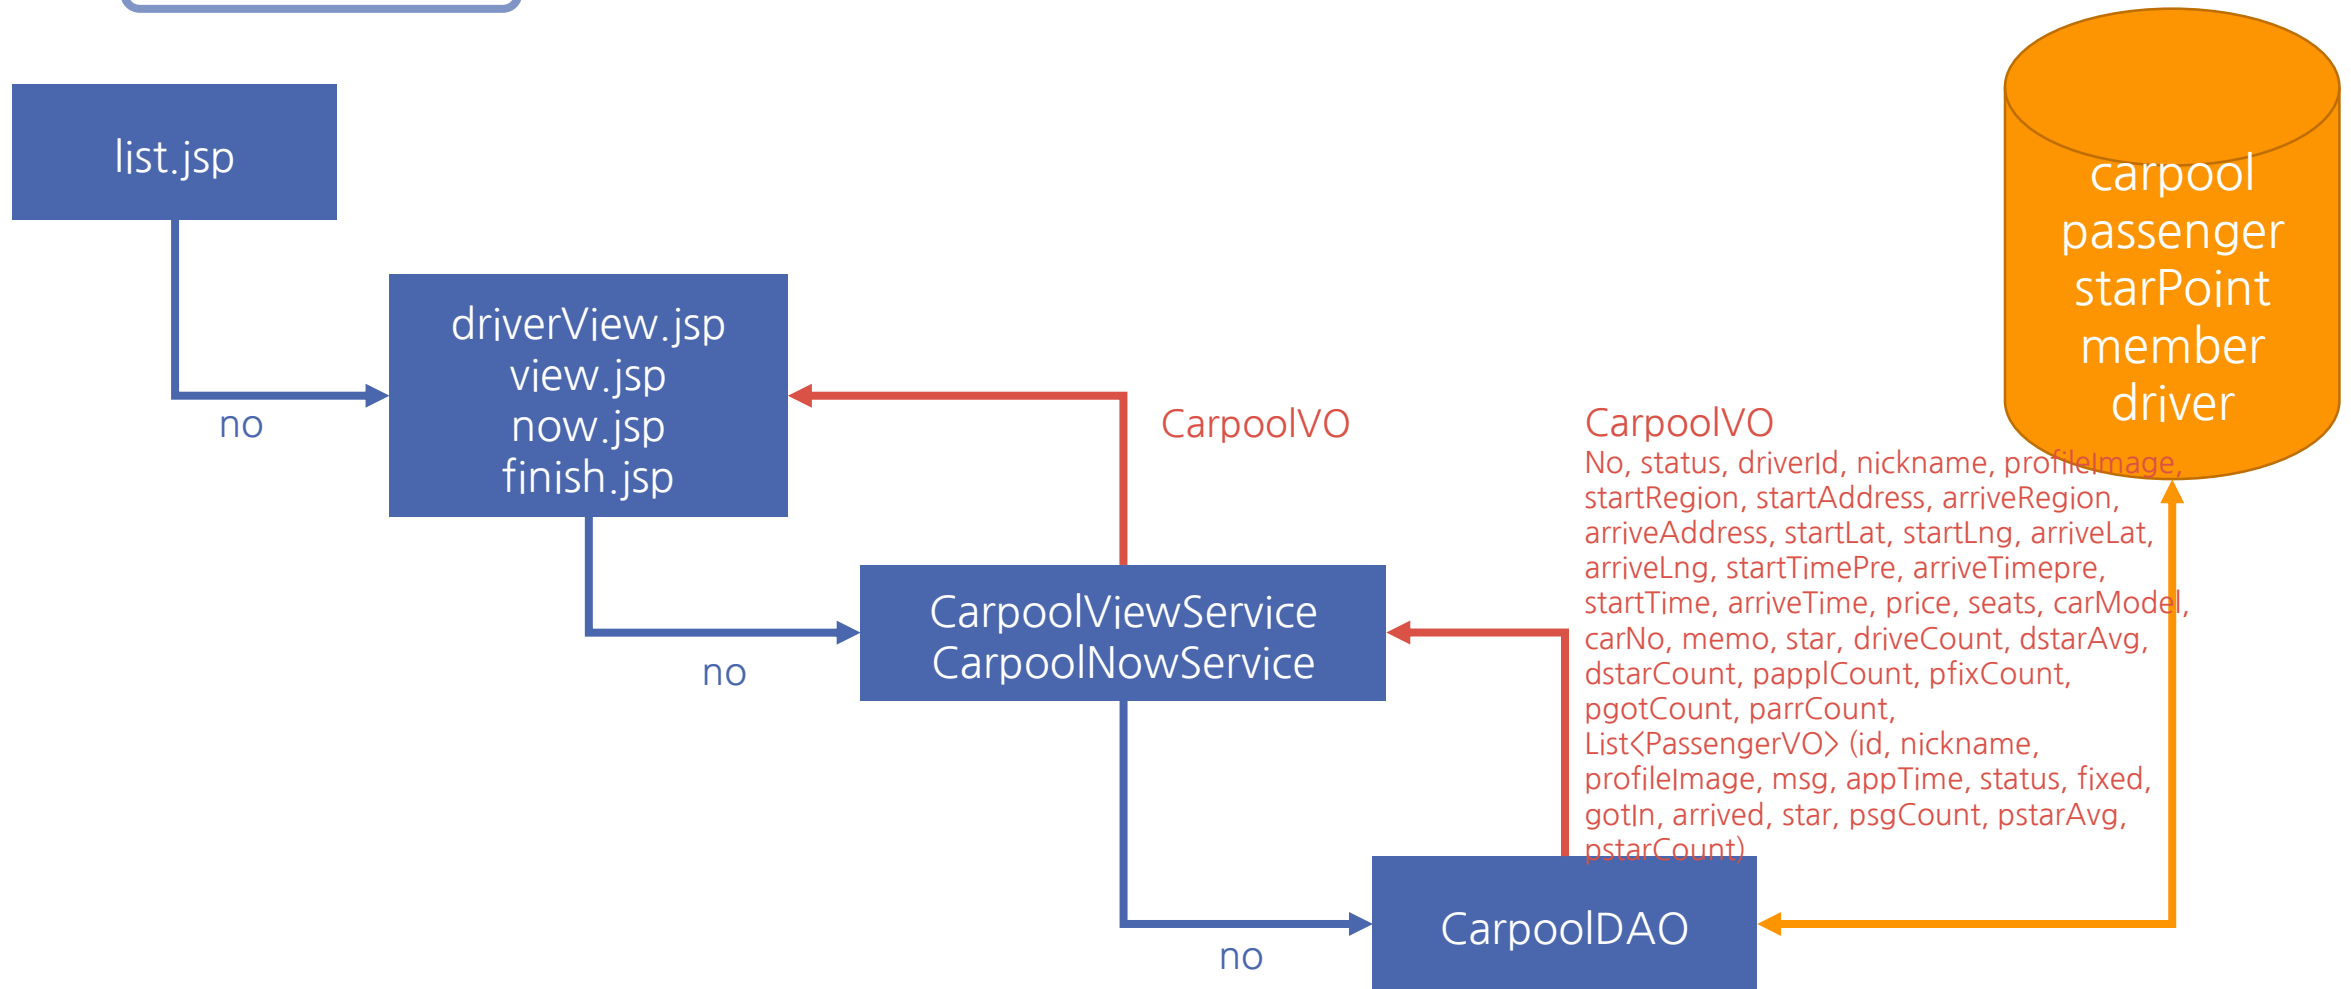 list.jsp
no
driverView.jsp
view.jsp
now.jsp
finish.jsp
no
CarpoolVO
CarpoolViewService
CarpoolNowService
no
CarpoolVO
No, status, driverId, nickname, profileImage,
startRegion, startAddress, arriveRegion,
arriveAddress, startLat, startLng, arriveLat,
arriveLng, startTimePre, arriveTimepre,
startTime, arriveTime, price, seats, carModel,
carNo, memo, star, driveCount, dstarAvg,
dstarCount, papplCount, pfixCount,
pgotCount, parrCount,
List<PassengerVO> (id, nickname,
profileImage, msg, appTime, status, fixed,
gotIn, arrived, star, psgCount, pstarAvg,
pstarCount)
CarpoolDAO
carpool
passenger
starPoint
member
driver